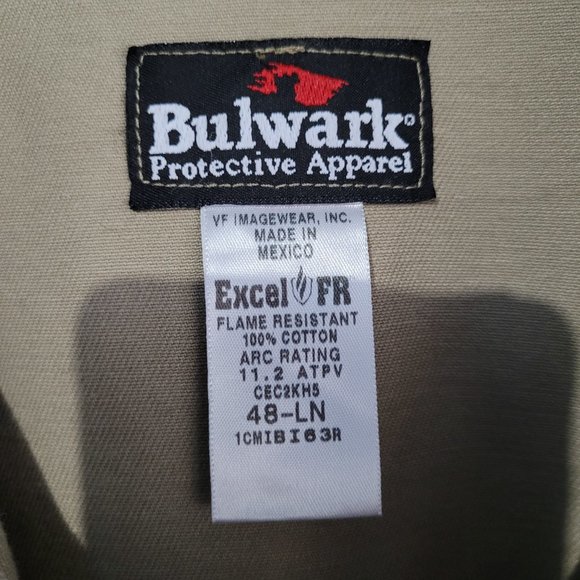 Bulwark®
Protective Apparel
VF IMAGEWEAR, INC.
MADE IN
MEXICO
Excel FR
FLAME RESISTANT
100% COTTON
ARC RATING
11.2 ATPV
CEC2KH5
48-LN
1CMIBI63R